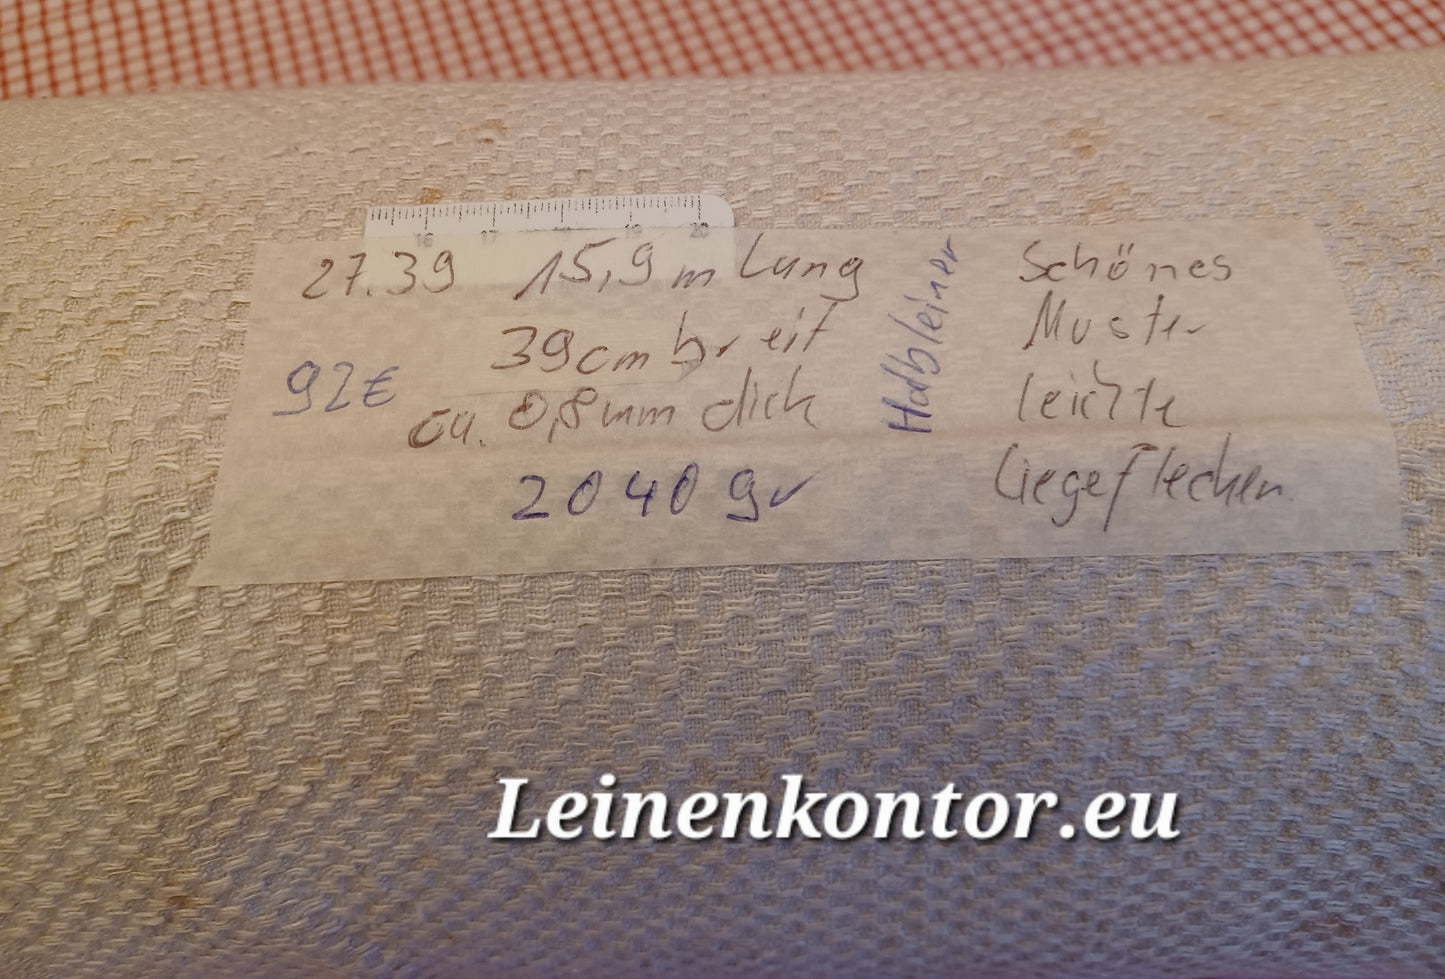 16 17 18 19 20
27.39 15,9 m Lang
39cm breit
92€
ca. 0,8mm dick
2040 gr
Halbleinen
Schönes
Muster
leichte
Liegeflecken
Leinenkontor.eu